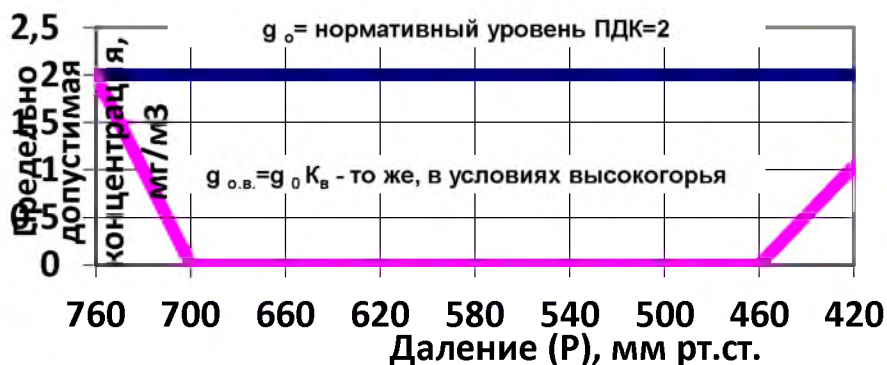 2,5
2
1,5
1
0,5
0
Предельно
допустимая
концентрация,
мг/м3
g о= нормативный уровень ПДК=2
g о.в.=g 0 Kв - то же, в условиях высокогорья
760 700 660 620 580 540 500 460 420
Даление (Р), мм рт.ст.